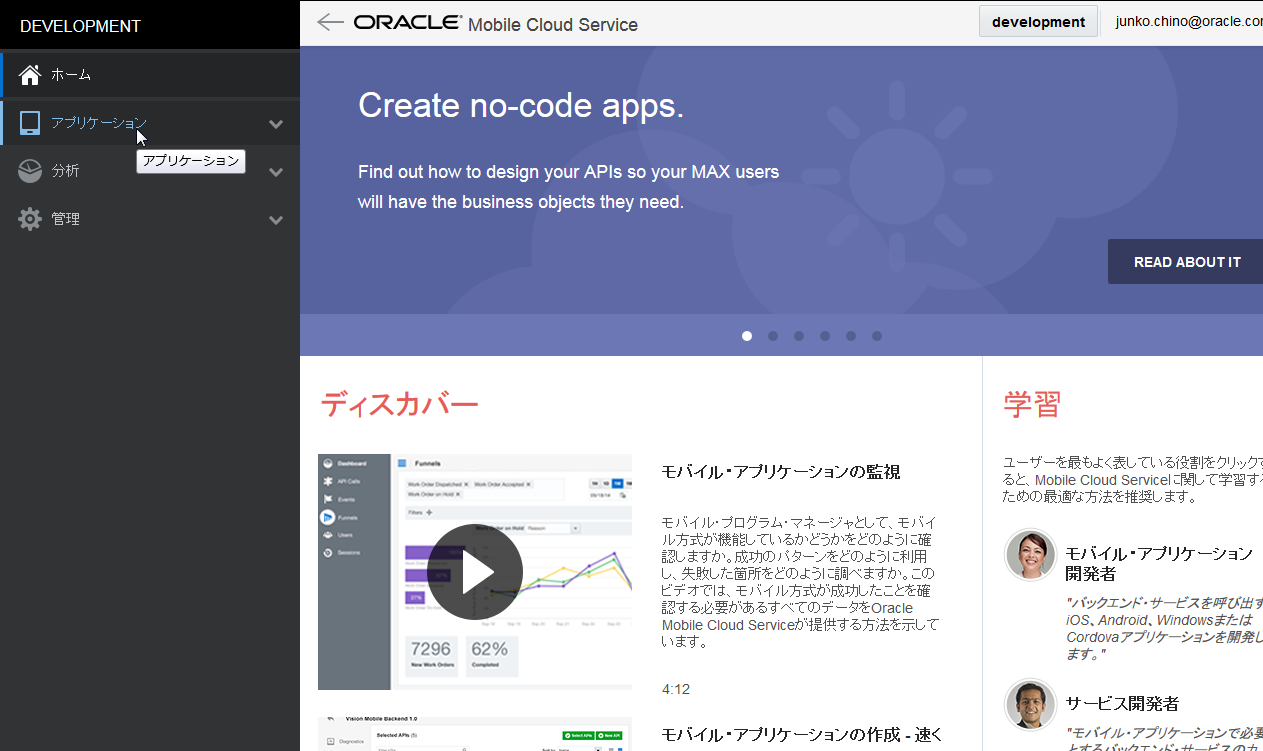 DEVELOPMENT
ホーム
アプリケーション
アプリケーション
分析
管理
ORACLE Mobile Cloud Service
development
junko.chino@oracle.co
Create no-code apps.
Find out how to design your APIs so your MAX users
will have the business objects they need.
READ ABOUT IT
ディスカバー
Dashboard
API Calls
Events
Funnels
Users
Sessions
Funnels
Work Order Dispatched ×
Work Order Accepted ×
Work Order on Hold ×
Filters +
Work Order on Hold
Reason
7296
New Work Orders
62%
Completed
モバイル・アプリケーションの監視
モバイル・プログラム・マネージャとして、モバイ
ル方式が機能しているかどうかをどのように確
認しますか。成功のパターンをどのように利用
し、失敗した箇所をどのように調べますか。この
ビデオでは、モバイル方式が成功したことを確
認する必要があるすべてのデータをOracle
Mobile Cloud Serviceが提供する方法を示して
います。
4:12
Vision Mobile Backend 1.0
Diagnostics
Selected APIs (5)
Select APIs
New API
モバイル・アプリケーションの作成 - 速く
学習
ユーザーを最もよく表している役割をクリックす
ると、Mobile Cloud Serviceに関して学習する
ための最適な方法を推奨します。
モバイル・アプリケーション
開発者
"バックエンド・サービスを呼び出す
iOS、Android、Windowsまたは
Cordovaアプリケーションを開発し
ます。"
サービス開発者
"モバイル・アプリケーションで必要
とするバックエンド・サービスのカ